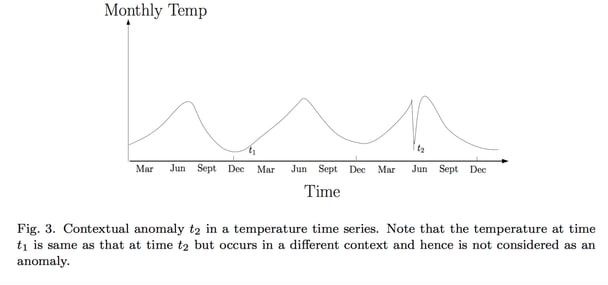 Monthly Temp
t1
t2
Mar Jun Sept Dec Mar Jun Sept Dec Mar Jun Sept Dec
Time
Fig. 3. Contextual anomaly t2 in a temperature time series. Note that the temperature at time
t1 is same as that at time t2 but occurs in a different context and hence is not considered as an
anomaly.